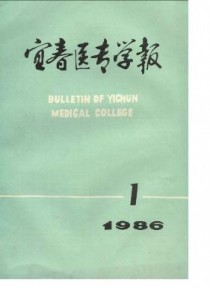 宜春医专学报
BULLETIN OF YICHUN
MEDICAL COLLEGE
1
1986